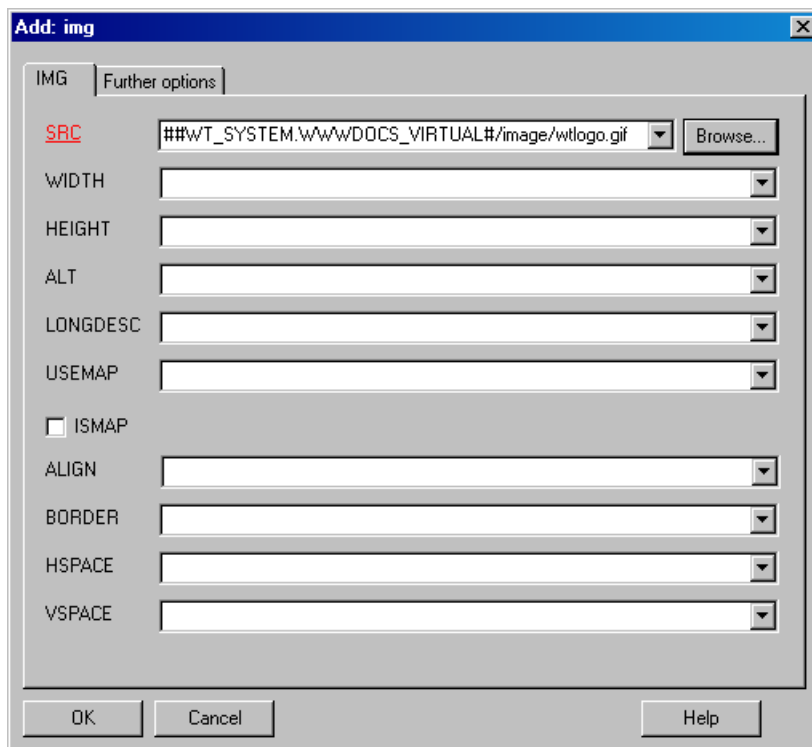 Add: img
IMG Further options
SRC ##WT_SYSTEM.WWWDOCS_VIRTUAL#/image/wtlogo.gif Browse...
WIDTH
HEIGHT
ALT
LONGDESC
USEMAP
ISMAP
ALIGN
BORDER
HSPACE
VSPACE
OK Cancel Help